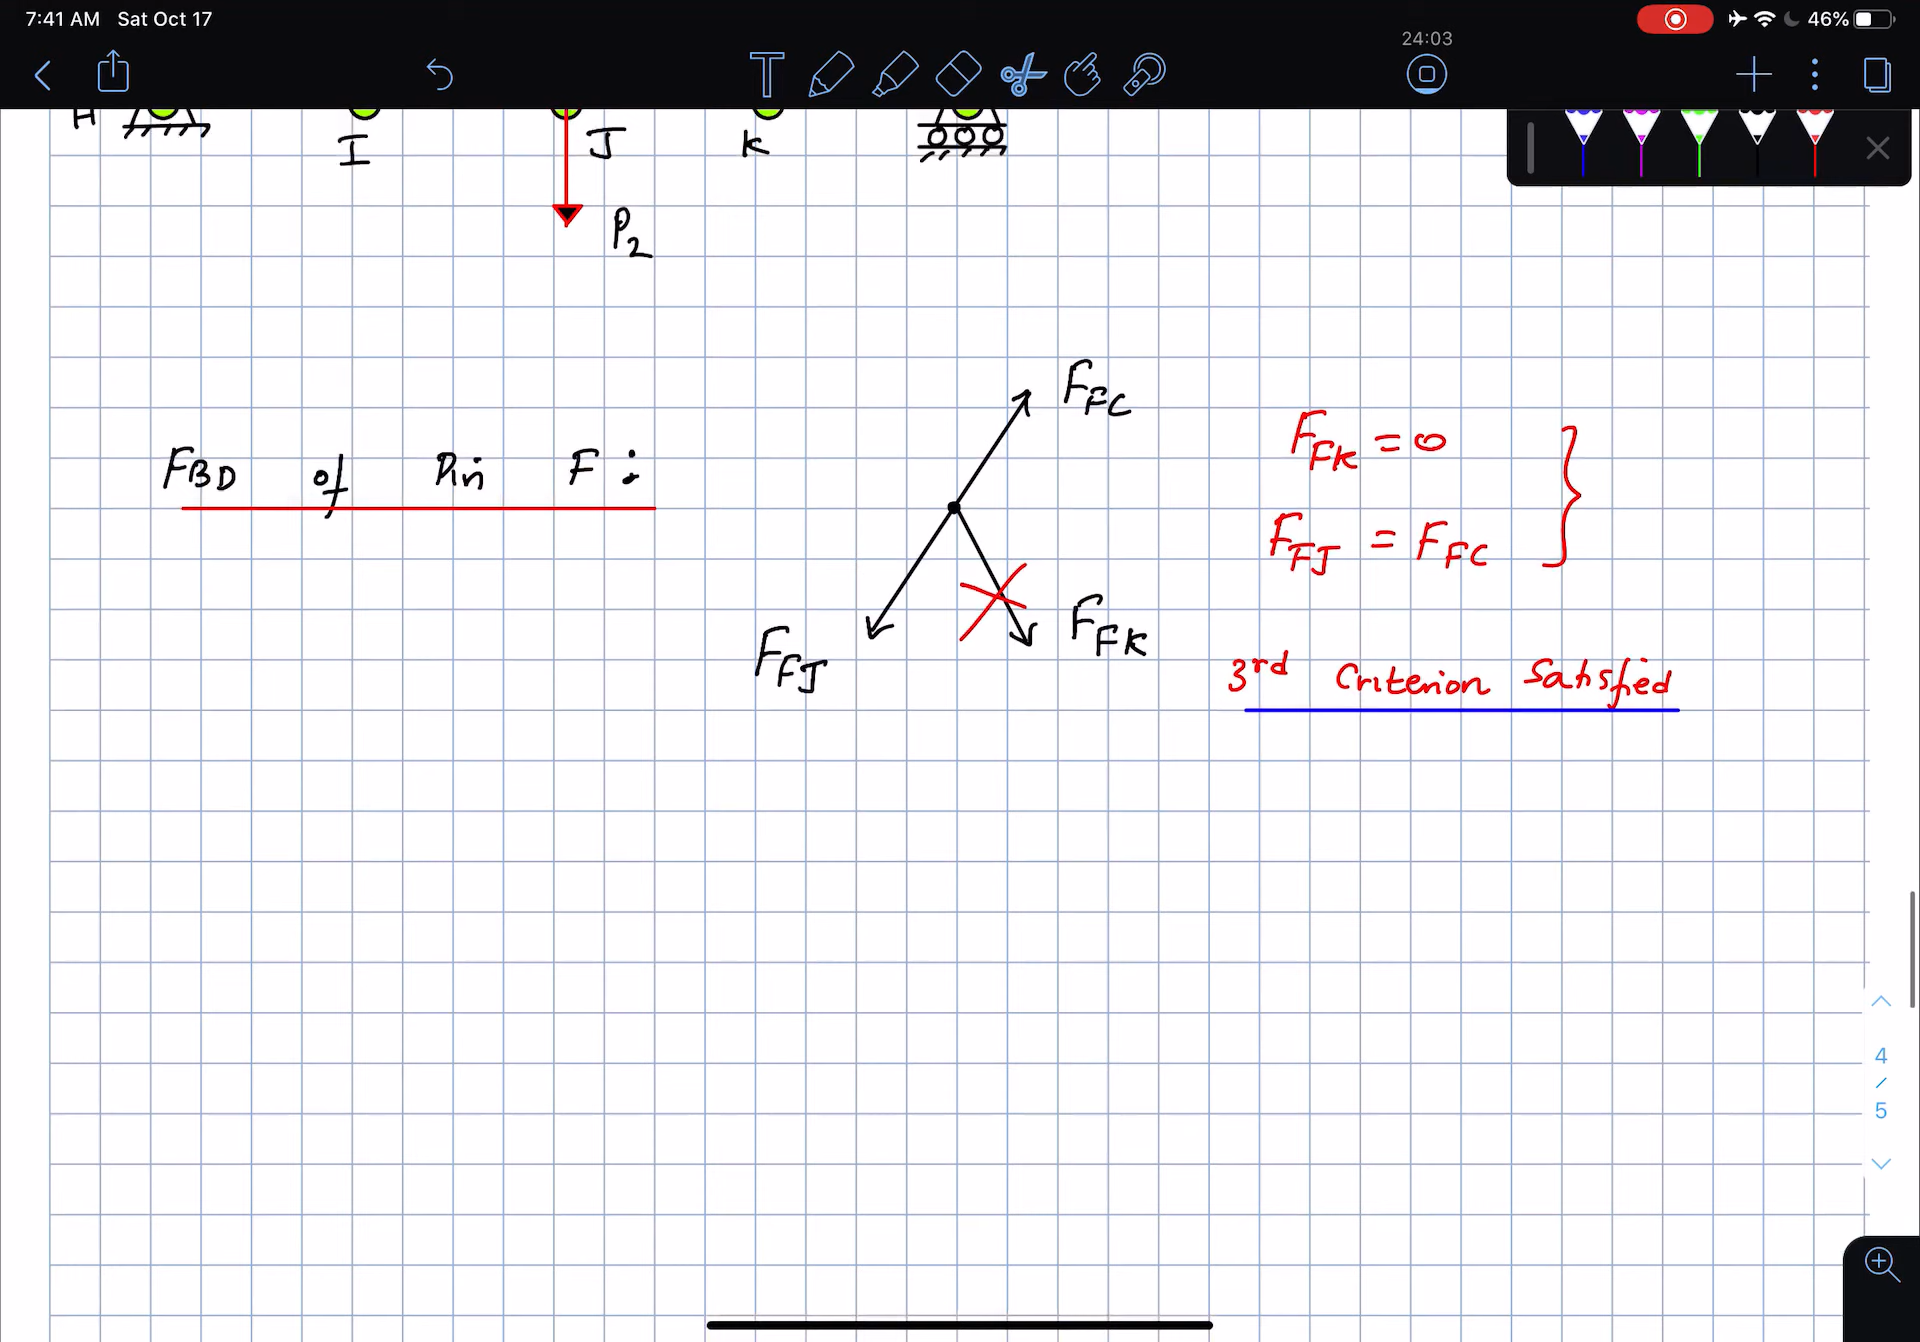 7:41 AM Sat Oct 17
46%
24:03
T
H
I
J
K
P2
FFC
FBD of Pin F:
FFK = 0
FFJ = FFC
FFJ
FFK
3rd Criterion Satisfied
4
/
5